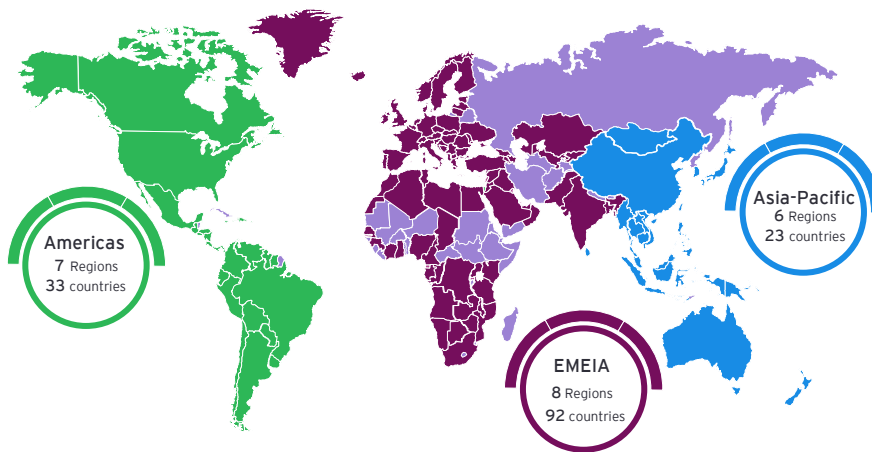 Americas
7 Regions
33 countries
Asia-Pacific
6 Regions
23 countries
EMEIA
8 Regions
92 countries